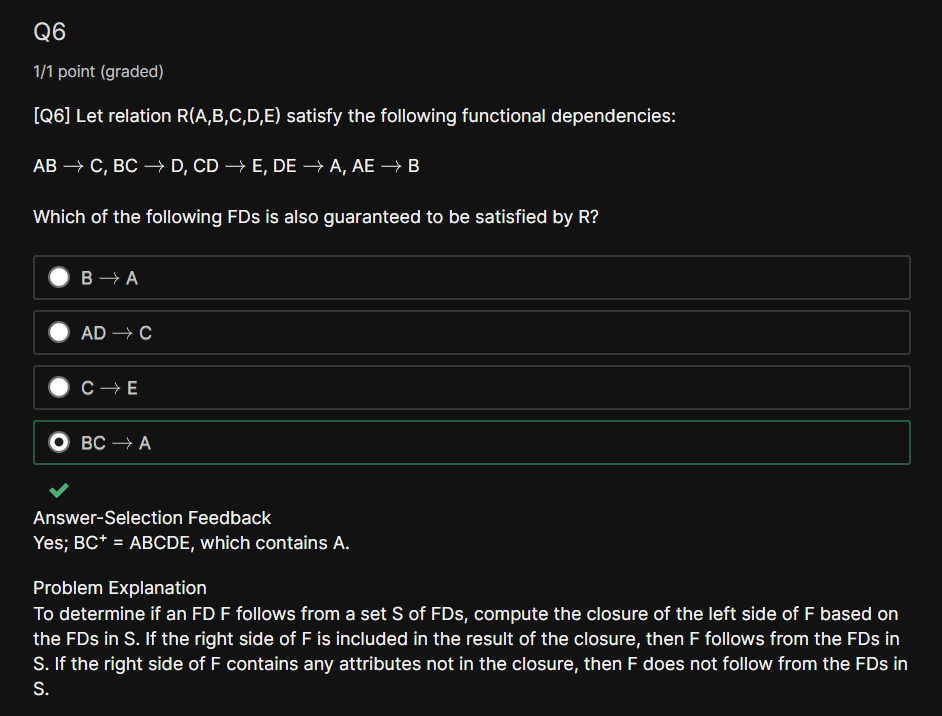 Q6
1/1 point (graded)
[Q6] Let relation R(A,B,C,D,E) satisfy the following functional dependencies:
AB → C, BC → D, CD → E, DE → A, AE → B
Which of the following FDs is also guaranteed to be satisfied by R?
B → A
AD → C
C → E
BC → A
Answer-Selection Feedback
Yes; BC⁺ = ABCDE, which contains A.
Problem Explanation
To determine if an FD F follows from a set S of FDs, compute the closure of the left side of F based on
the FDs in S. If the right side of F is included in the result of the closure, then F follows from the FDs in
S. If the right side of F contains any attributes not in the closure, then F does not follow from the FDs in
S.